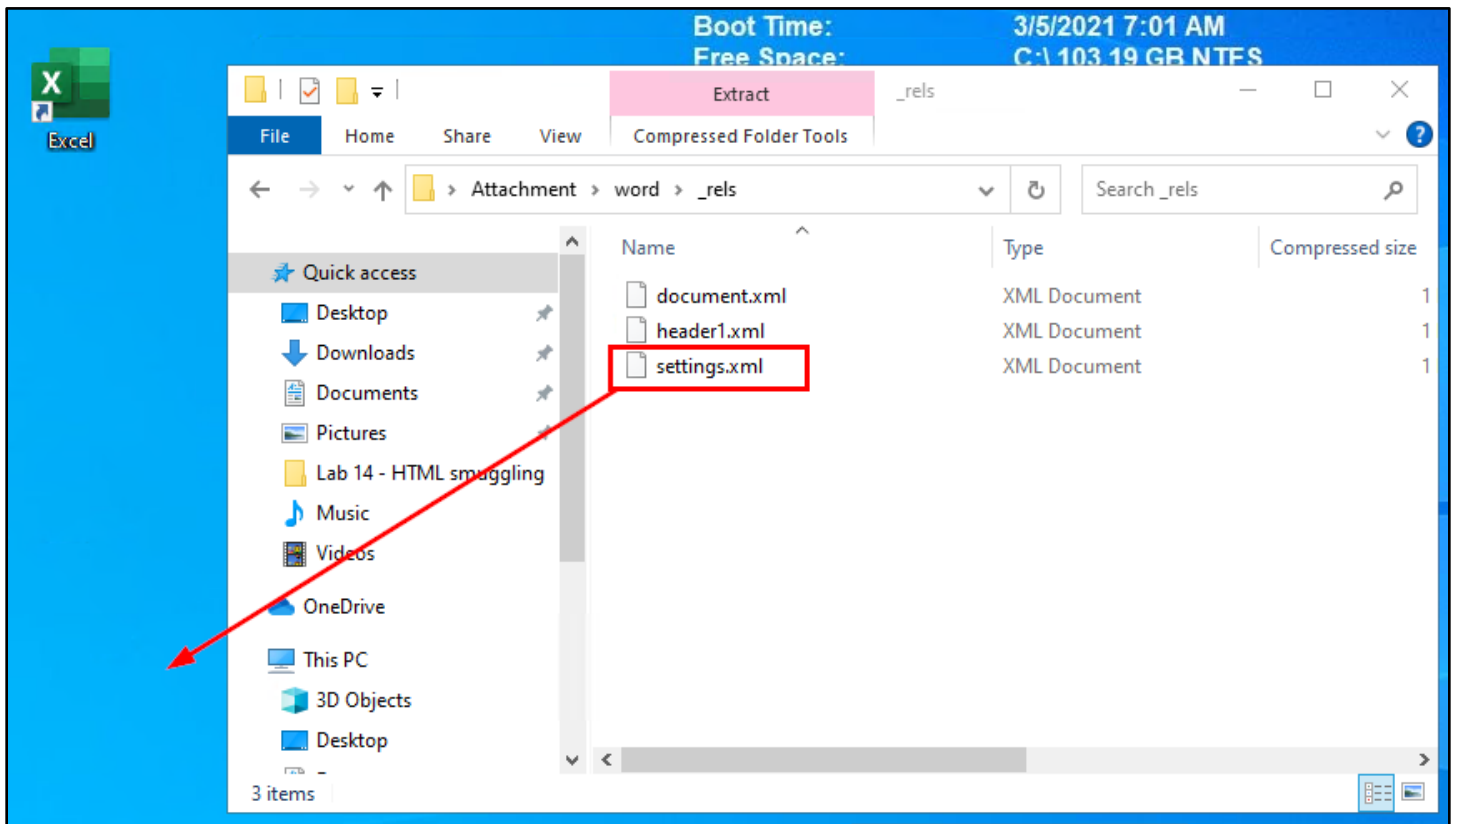 Boot Time: 3/5/2021 7:01 AM
Free Space: C:\ 103.19 GB NTFS
Excel
Extract
_rels
File
Home
Share
View
Compressed Folder Tools
Attachment > word > _rels
Search _rels
Name
Type
Compressed size
Quick access
Desktop
Downloads
Documents
Pictures
Lab 14 - HTML smuggling
Music
Videos
OneDrive
This PC
3D Objects
Desktop
document.xml XML Document 1
header1.xml XML Document 1
settings.xml XML Document 1
3 items